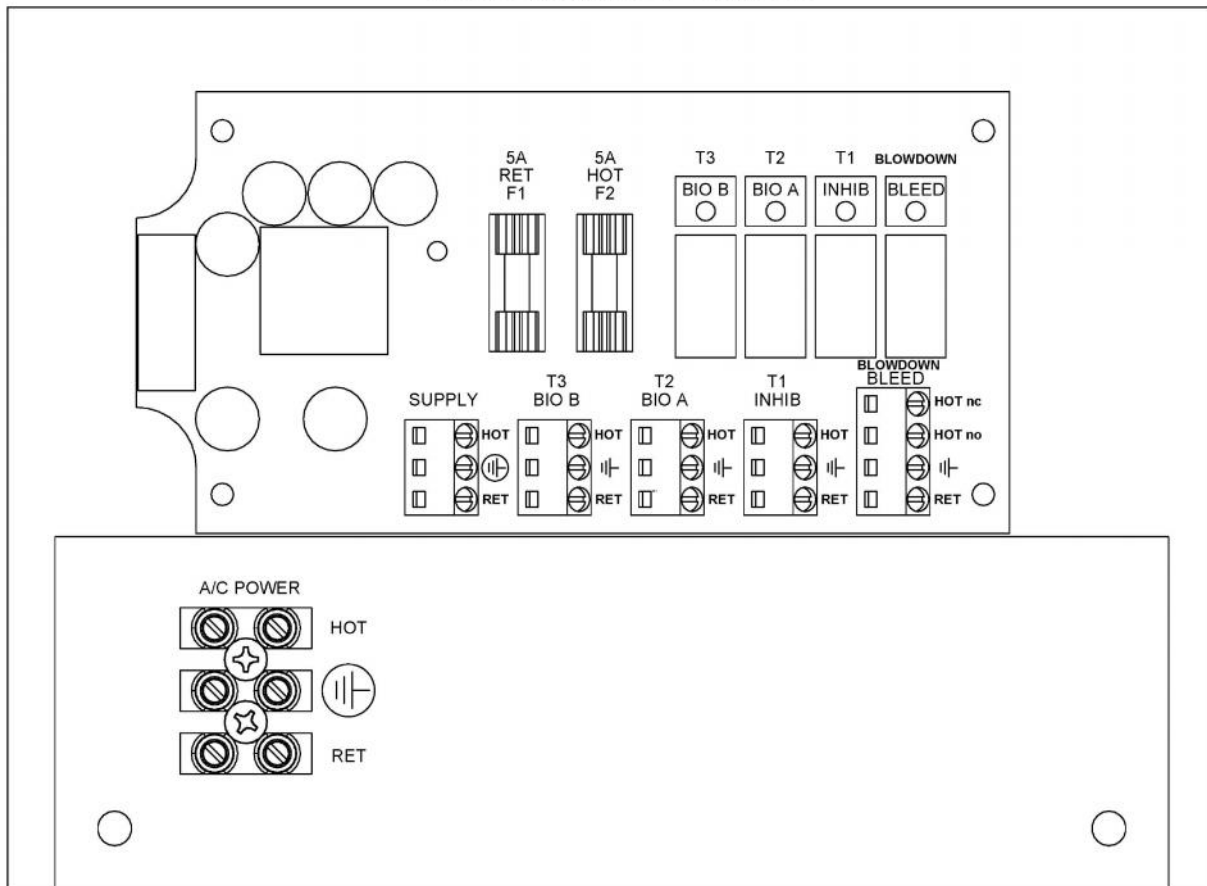 5A
RET
F1
5A
HOT
F2
T3
BIO B
T2
BIO A
T1
INHIB
BLOWDOWN
BLEED
SUPPLY
HOT
RET
T3
BIO B
HOT
RET
T2
BIO A
HOT
RET
T1
INHIB
HOT
RET
BLOWDOWN
BLEED
HOT nc
HOT no
RET
A/C POWER
HOT
RET